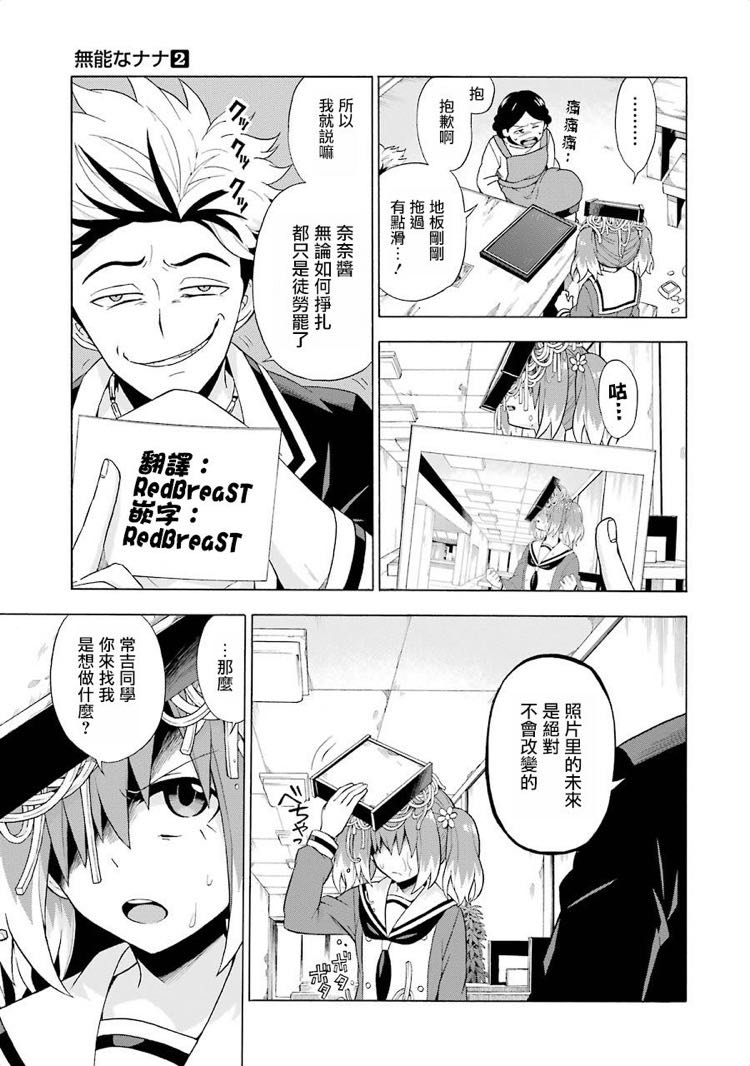 無能なナナ2
………
痛痛痛…
抱
抱歉啊
地板剛剛
拖過
有點滑…!
咕…
所以
我就説嘛
クッ
クッ
クッ
奈奈醬
無論如何掙扎
都只是徒勞罷了
翻譯：
RedBreaST
嵌字：
RedBreaST
照片里的未來
是絕對
不會改變的
べちゃっ
ボタ
ボタ
…那麼
常吉同學
你來找我
是想做什麼？